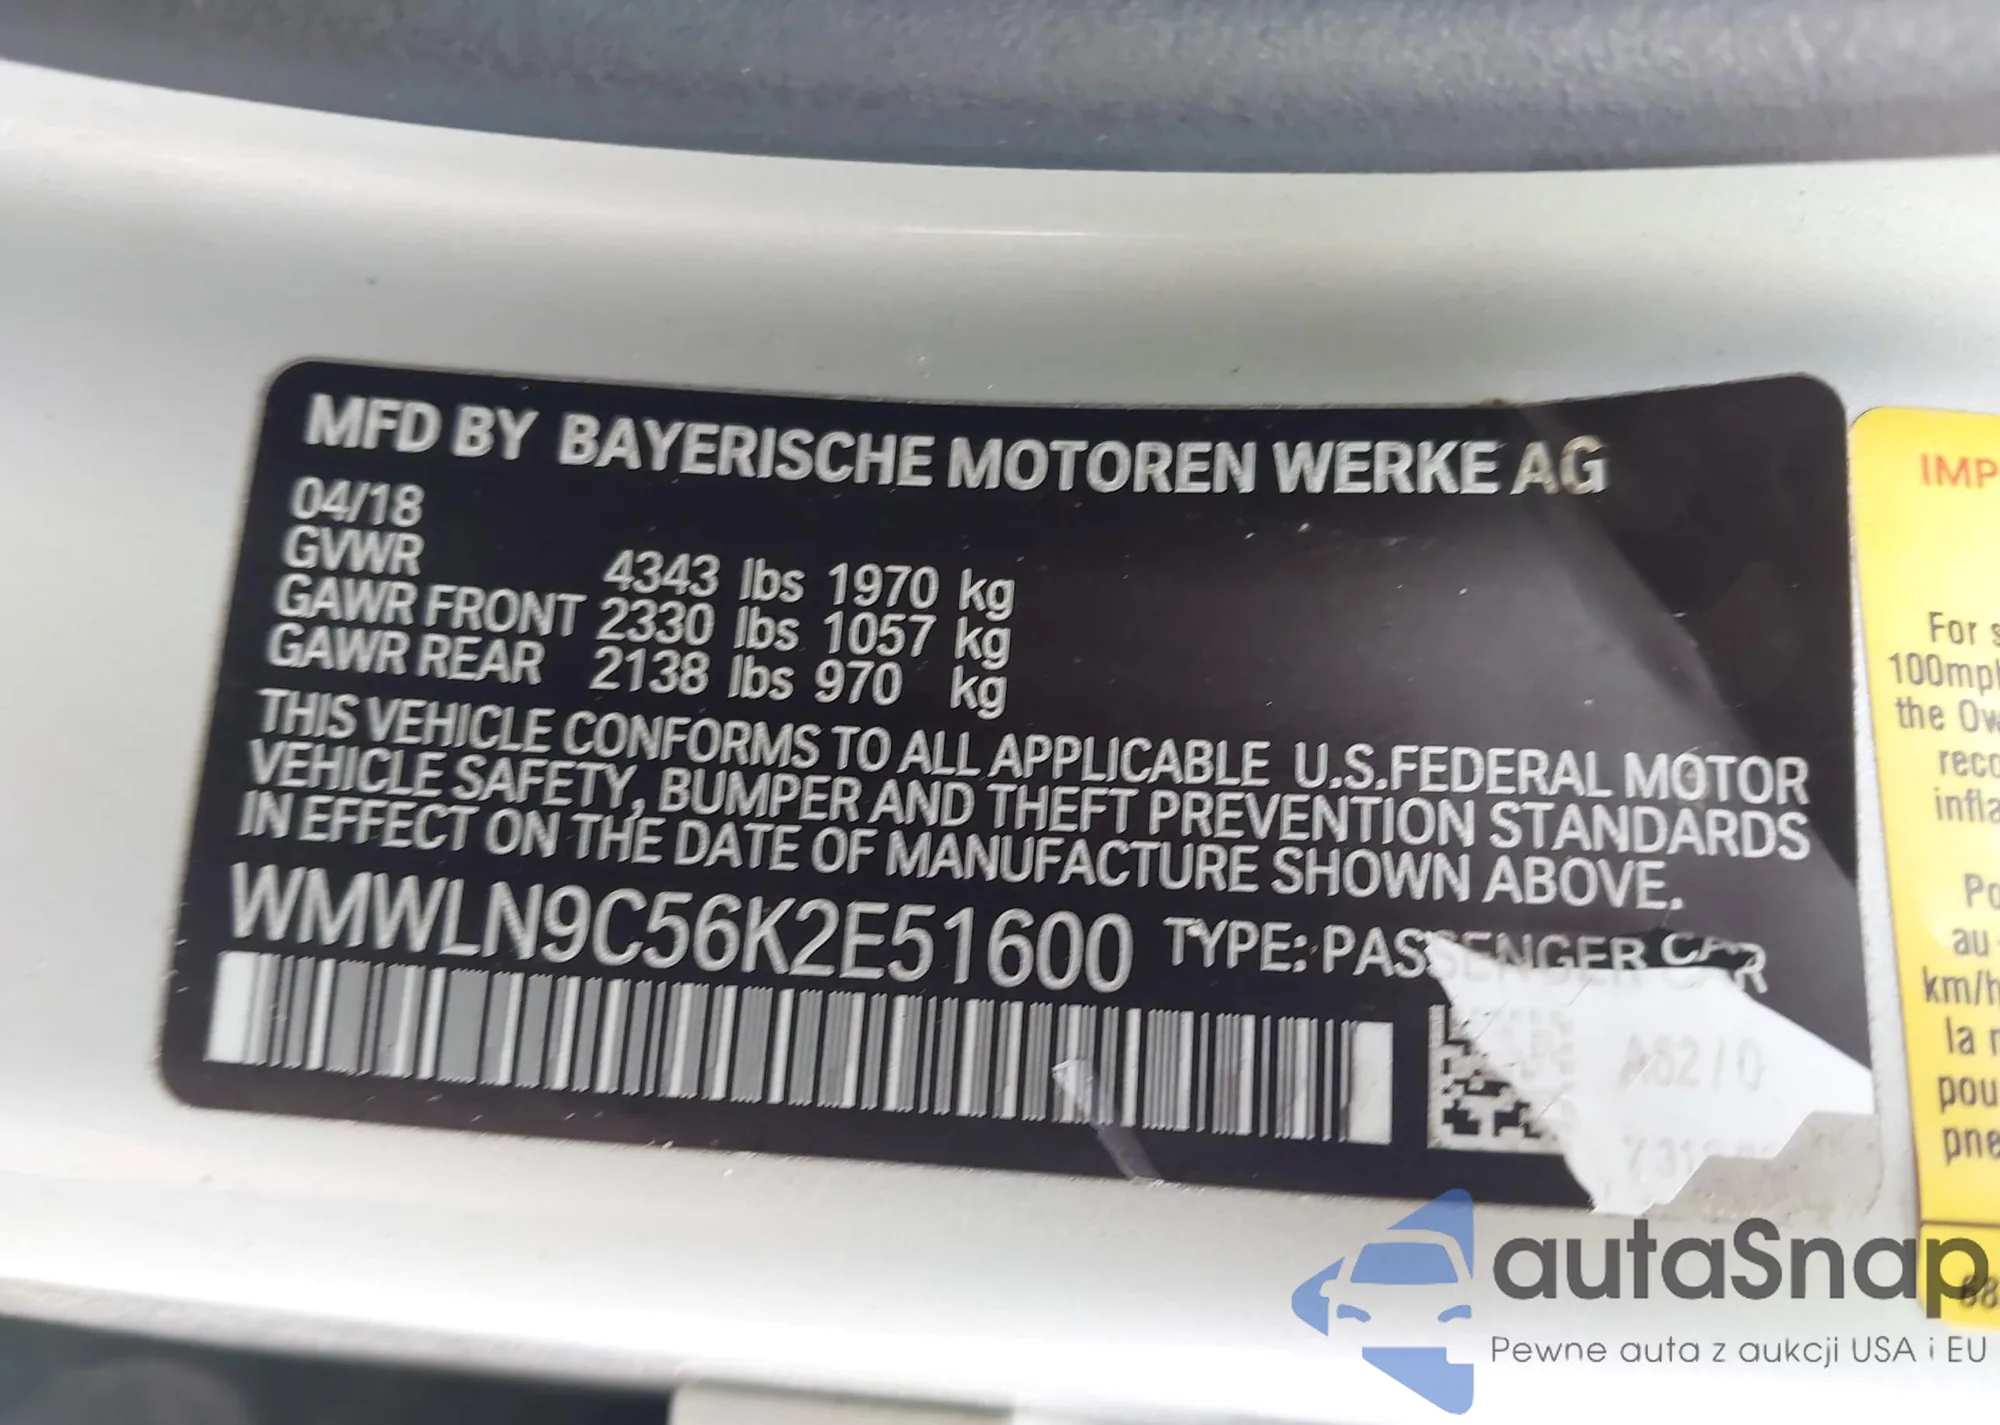 MFD BY BAYERISCHE MOTOREN WERKE AG
04/18
GVWR 4343 lbs 1970 kg
GAWR FRONT 2330 lbs 1057 kg
GAWR REAR 2138 lbs 970 kg
THIS VEHICLE CONFORMS TO ALL APPLICABLE U.S.FEDERAL MOTOR
VEHICLE SAFETY, BUMPER AND THEFT PREVENTION STANDARDS
IN EFFECT ON THE DATE OF MANUFACTURE SHOWN ABOVE.
WMWLN9C56K2E51600 TYPE: PASSENGER CAR
IMP
For s
100mph
the Ow
reco
infla
Po
au
km/h
la
pou
pne
autaSnap
Pewne auta z aukcji USA i EU